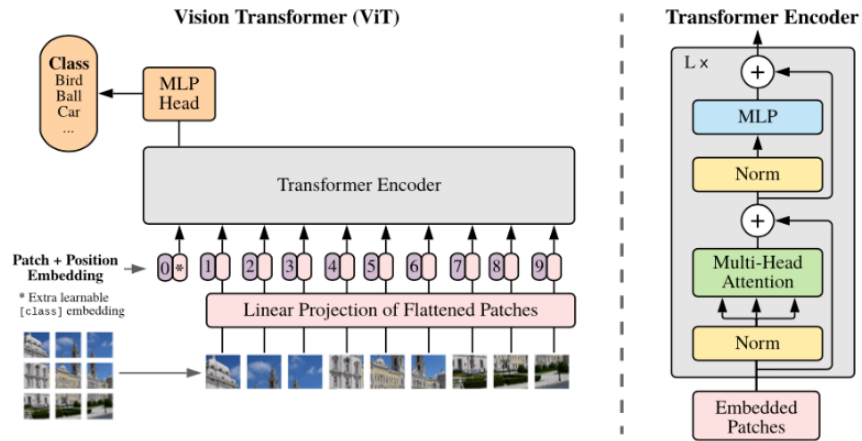 Vision Transformer (ViT)
Class
Bird
Ball
Car
...
MLP
Head
Transformer Encoder
Patch + Position
Embedding
0 * 1 2 3 4 5 6 7 8 9
* Extra learnable
[class] embedding
Linear Projection of Flattened Patches
Transformer Encoder
L ×
+
MLP
Norm
+
Multi-Head
Attention
Norm
Embedded
Patches